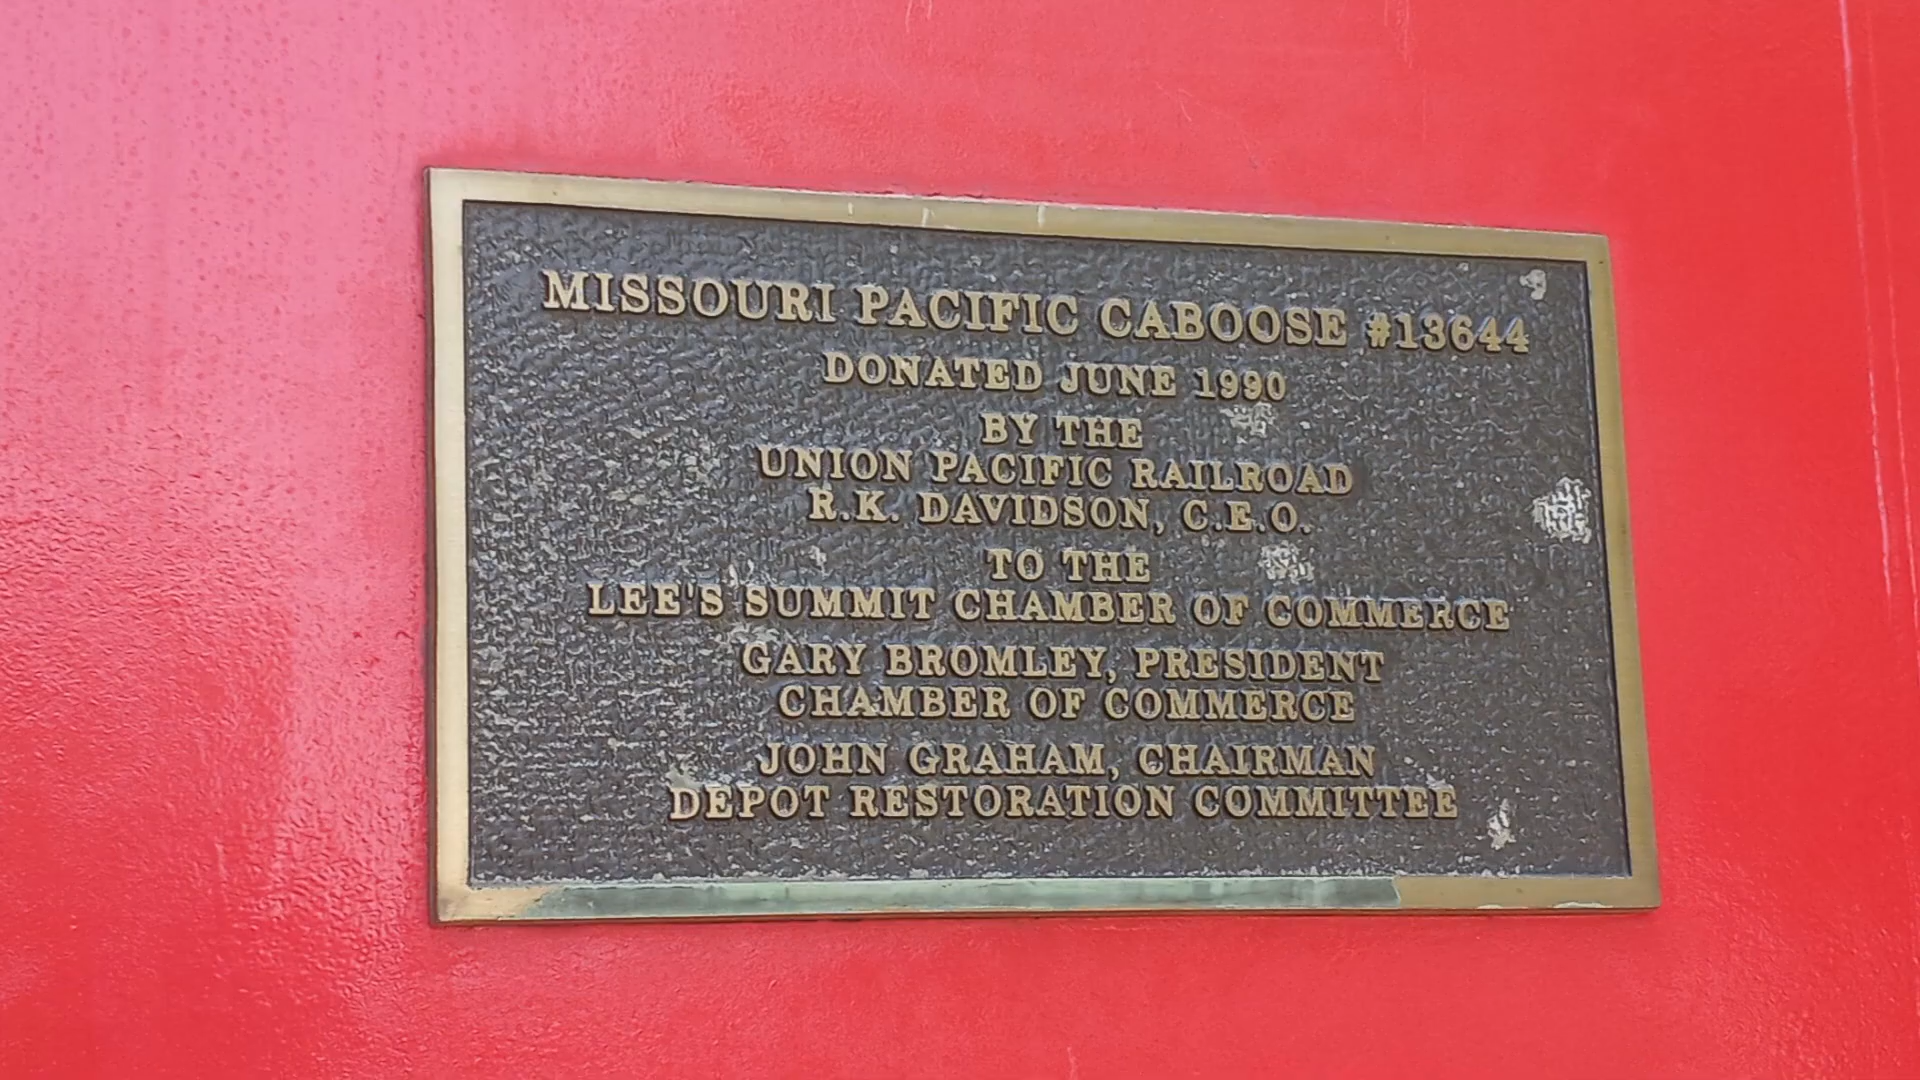 MISSOURI PACIFIC CABOOSE #13644
DONATED JUNE 1990
BY THE
UNION PACIFIC RAILROAD
R.K. DAVIDSON, C.E.O.
TO THE
LEE'S SUMMIT CHAMBER OF COMMERCE
GARY BROMLEY, PRESIDENT
CHAMBER OF COMMERCE
JOHN GRAHAM, CHAIRMAN
DEPOT RESTORATION COMMITTEE